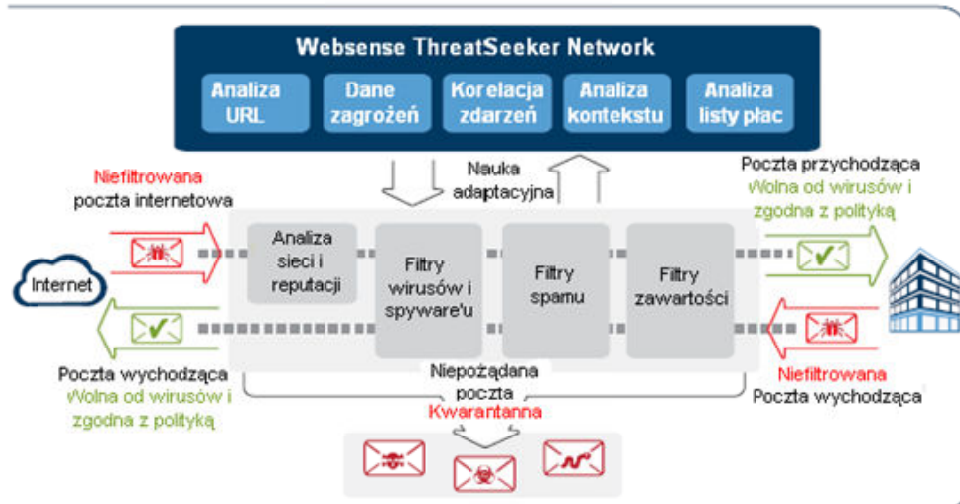 Websense ThreatSeeker Network
Analiza
URL
Dane
zagrożeń
Korelacja
zdarzeń
Analiza
kontekstu
Analiza
listy płac
Nauka
adaptacyjna
Niefiltrowana
poczta internetowa
Poczta przychodząca
Wolna od wirusów i
zgodna z polityką
Internet
Analiza
sieci i
reputacji
Filtry
wirusów i
spyware'u
Filtry
spamu
Filtry
zawartości
Poczta wychodząca
Wolna od wirusów i
zgodna z polityką
Niepożądana
poczta
Kwarantanna
Niefiltrowana
Poczta wychodząca